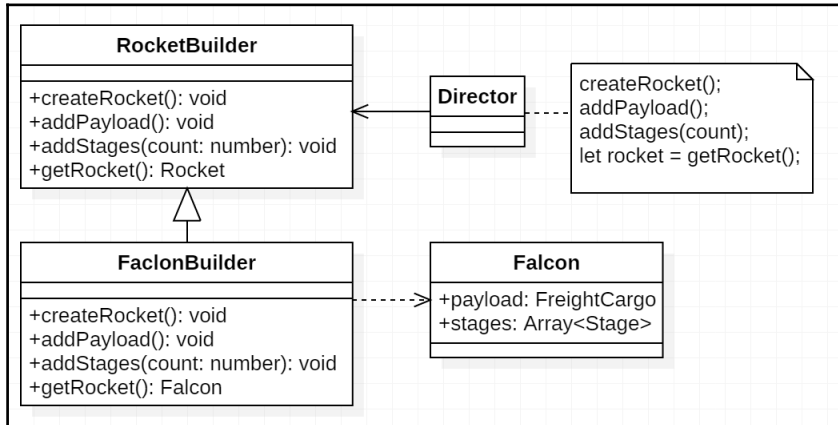 RocketBuilder
+createRocket(): void
+addPayload(): void
+addStages(count: number): void
+getRocket(): Rocket
Director
createRocket();
addPayload();
addStages(count);
let rocket = getRocket();
FaclonBuilder
+createRocket(): void
+addPayload(): void
+addStages(count: number): void
+getRocket(): Falcon
Falcon
+payload: FreightCargo
+stages: Array<Stage>